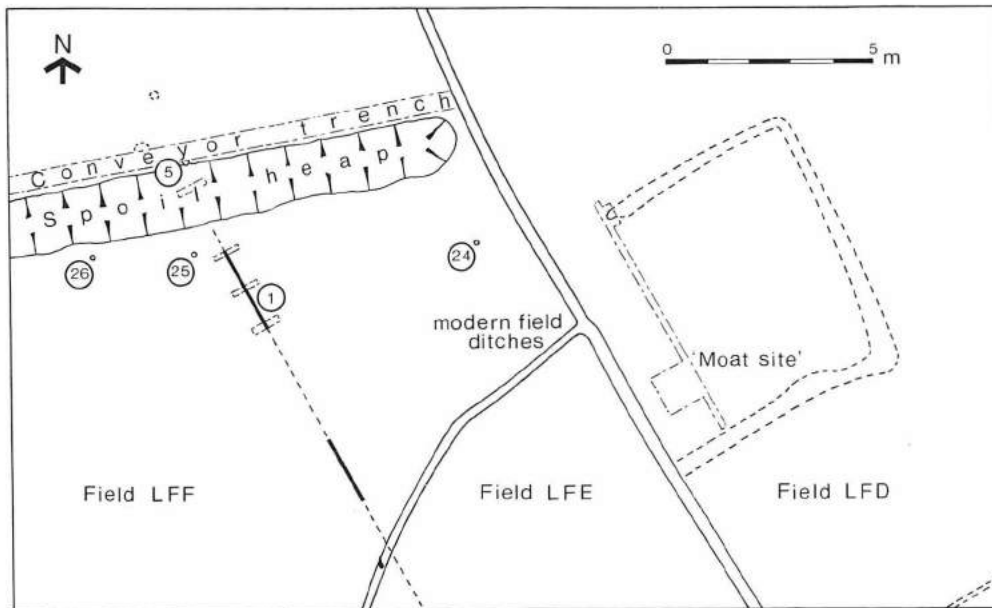 N
0 5 m
Conveyor trench
Spoil heap
5
26
25
24
1
modern field
ditches
'Moat site'
Field LFF
Field LFE
Field LFD